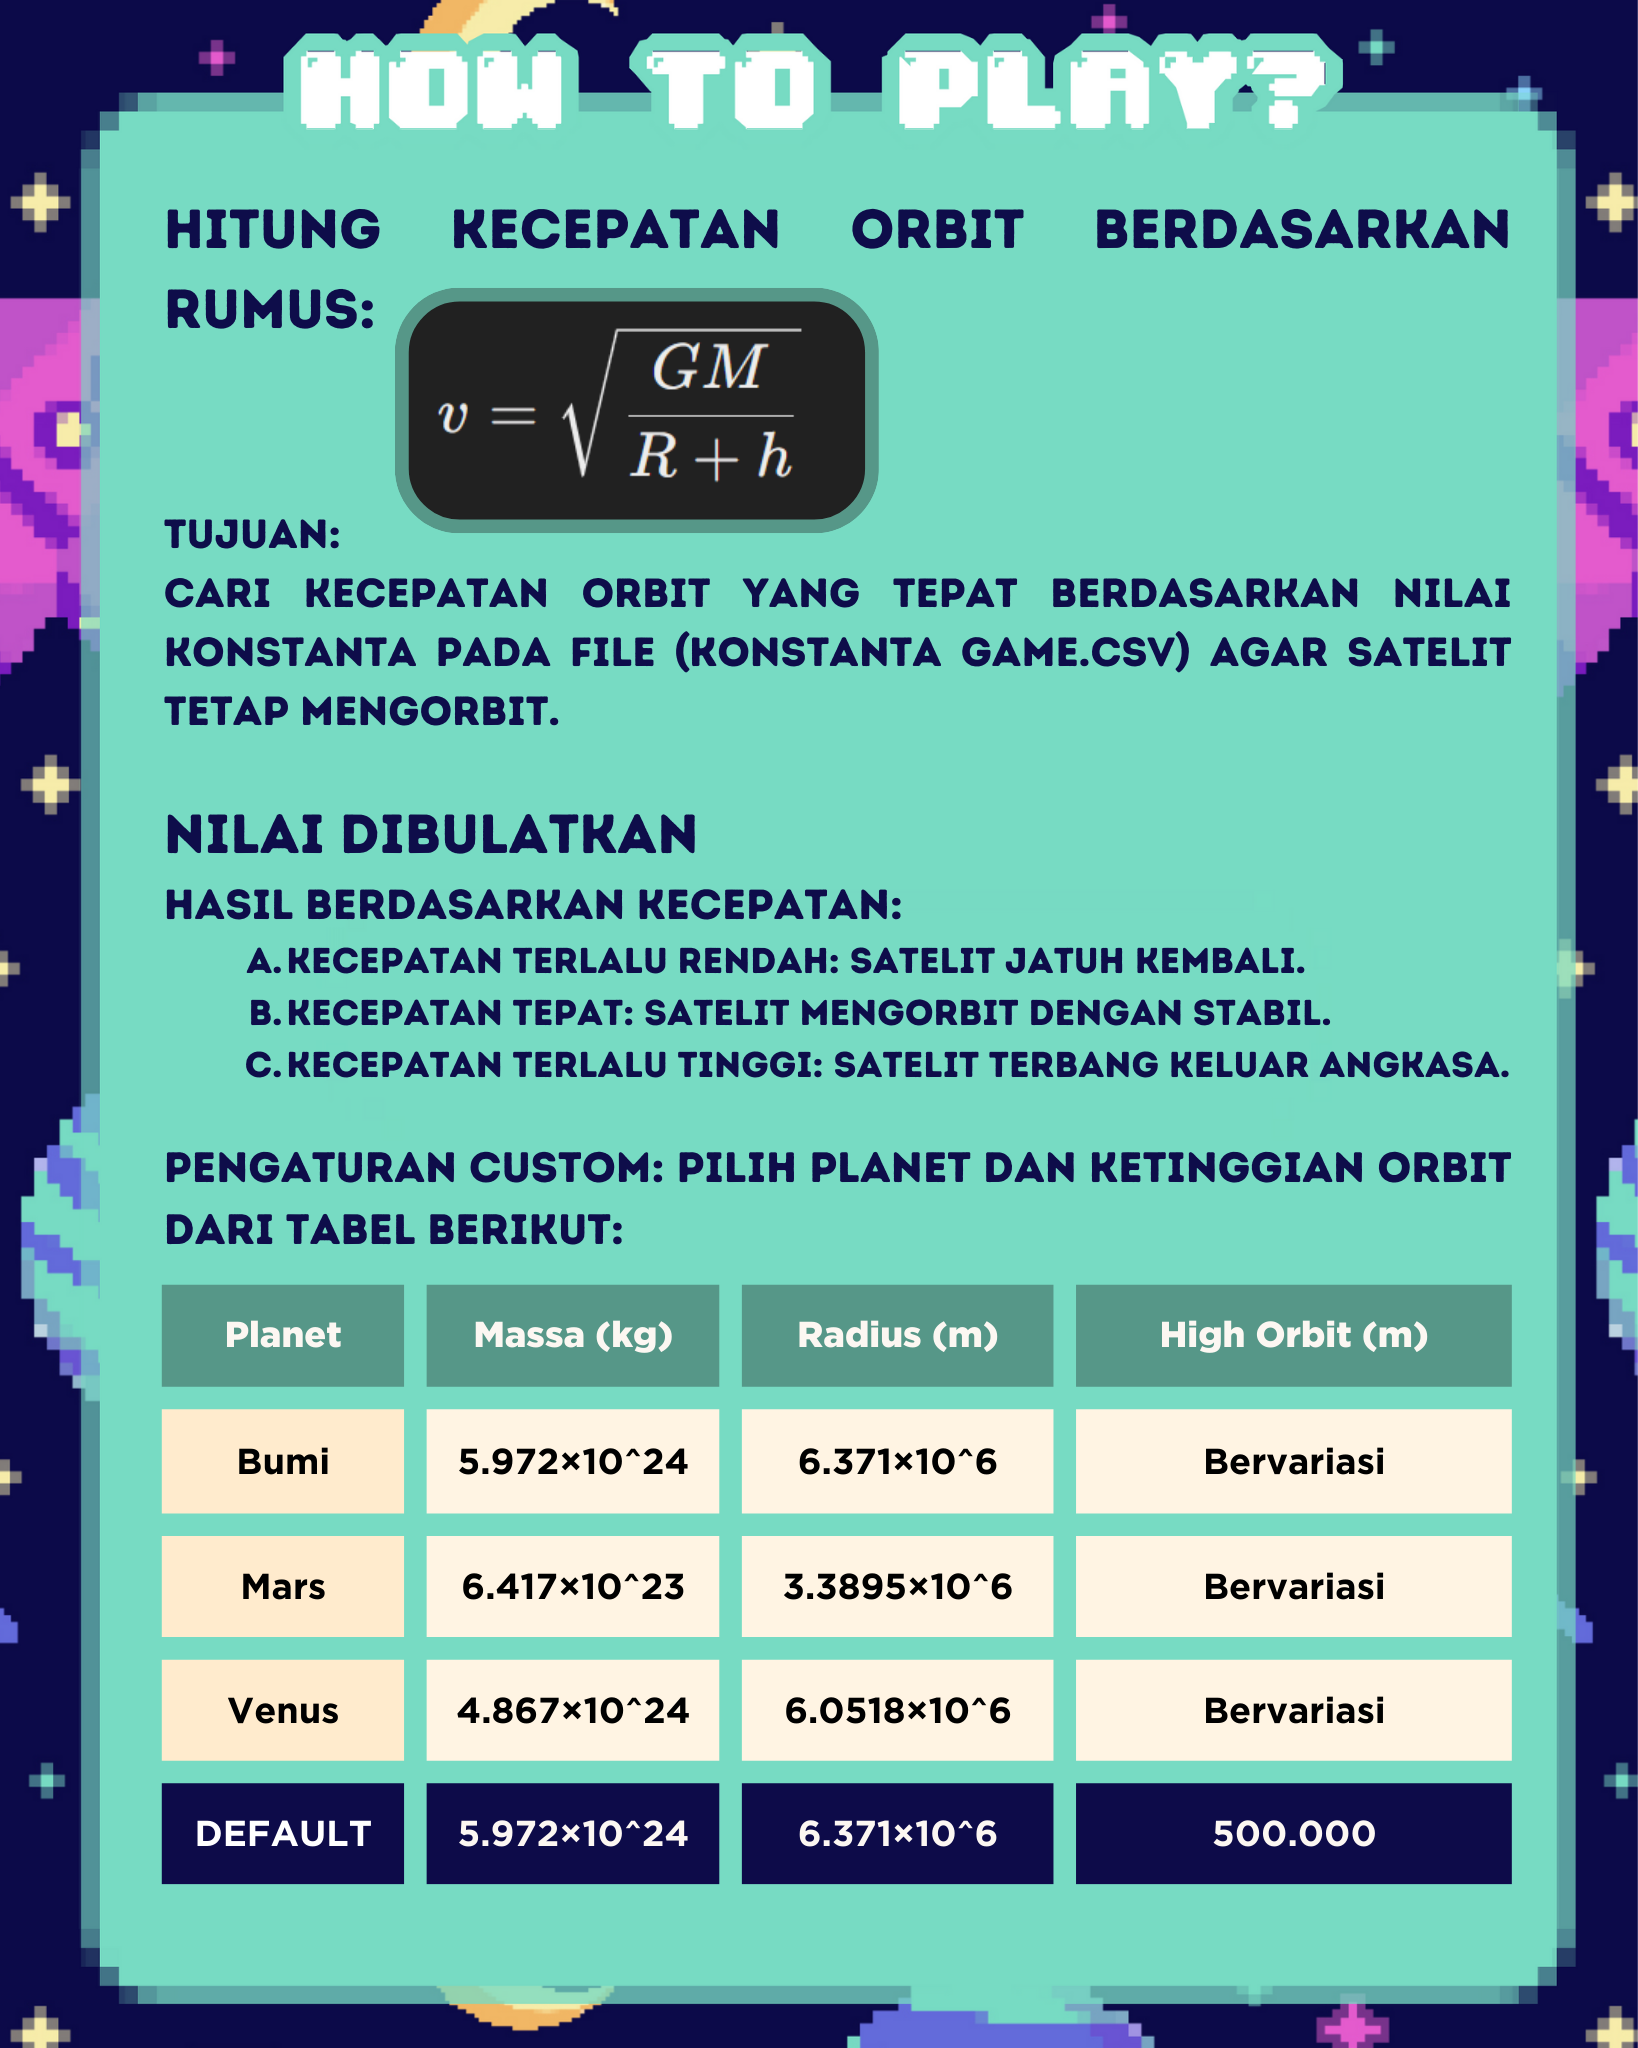 HOW TO PLAY?
HITUNG KECEPATAN ORBIT BERDASARKAN
RUMUS:
v = √(GM / (R + h))
TUJUAN:
CARI KECEPATAN ORBIT YANG TEPAT BERDASARKAN NILAI
KONSTANTA PADA FILE (KONSTANTA GAME.CSV) AGAR SATELIT
TETAP MENGORBIT.
NILAI DIBULATKAN
HASIL BERDASARKAN KECEPATAN:
A. KECEPATAN TERLALU RENDAH: SATELIT JATUH KEMBALI.
B. KECEPATAN TEPAT: SATELIT MENGORBIT DENGAN STABIL.
C. KECEPATAN TERLALU TINGGI: SATELIT TERBANG KELUAR ANGKASA.
PENGATURAN CUSTOM: PILIH PLANET DAN KETINGGIAN ORBIT
DARI TABEL BERIKUT:
Planet Massa (kg) Radius (m) High Orbit (m)
Bumi 5.972×10^24 6.371×10^6 Bervariasi
Mars 6.417×10^23 3.3895×10^6 Bervariasi
Venus 4.867×10^24 6.0518×10^6 Bervariasi
DEFAULT 5.972×10^24 6.371×10^6 500.000